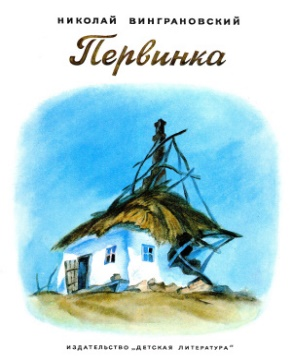 НИКОЛАЙ ВИНГРАНОВСКИЙ
Первинка
ИЗДАТЕЛЬСТВО „ДЕТСКАЯ ЛИТЕРАТУРА"